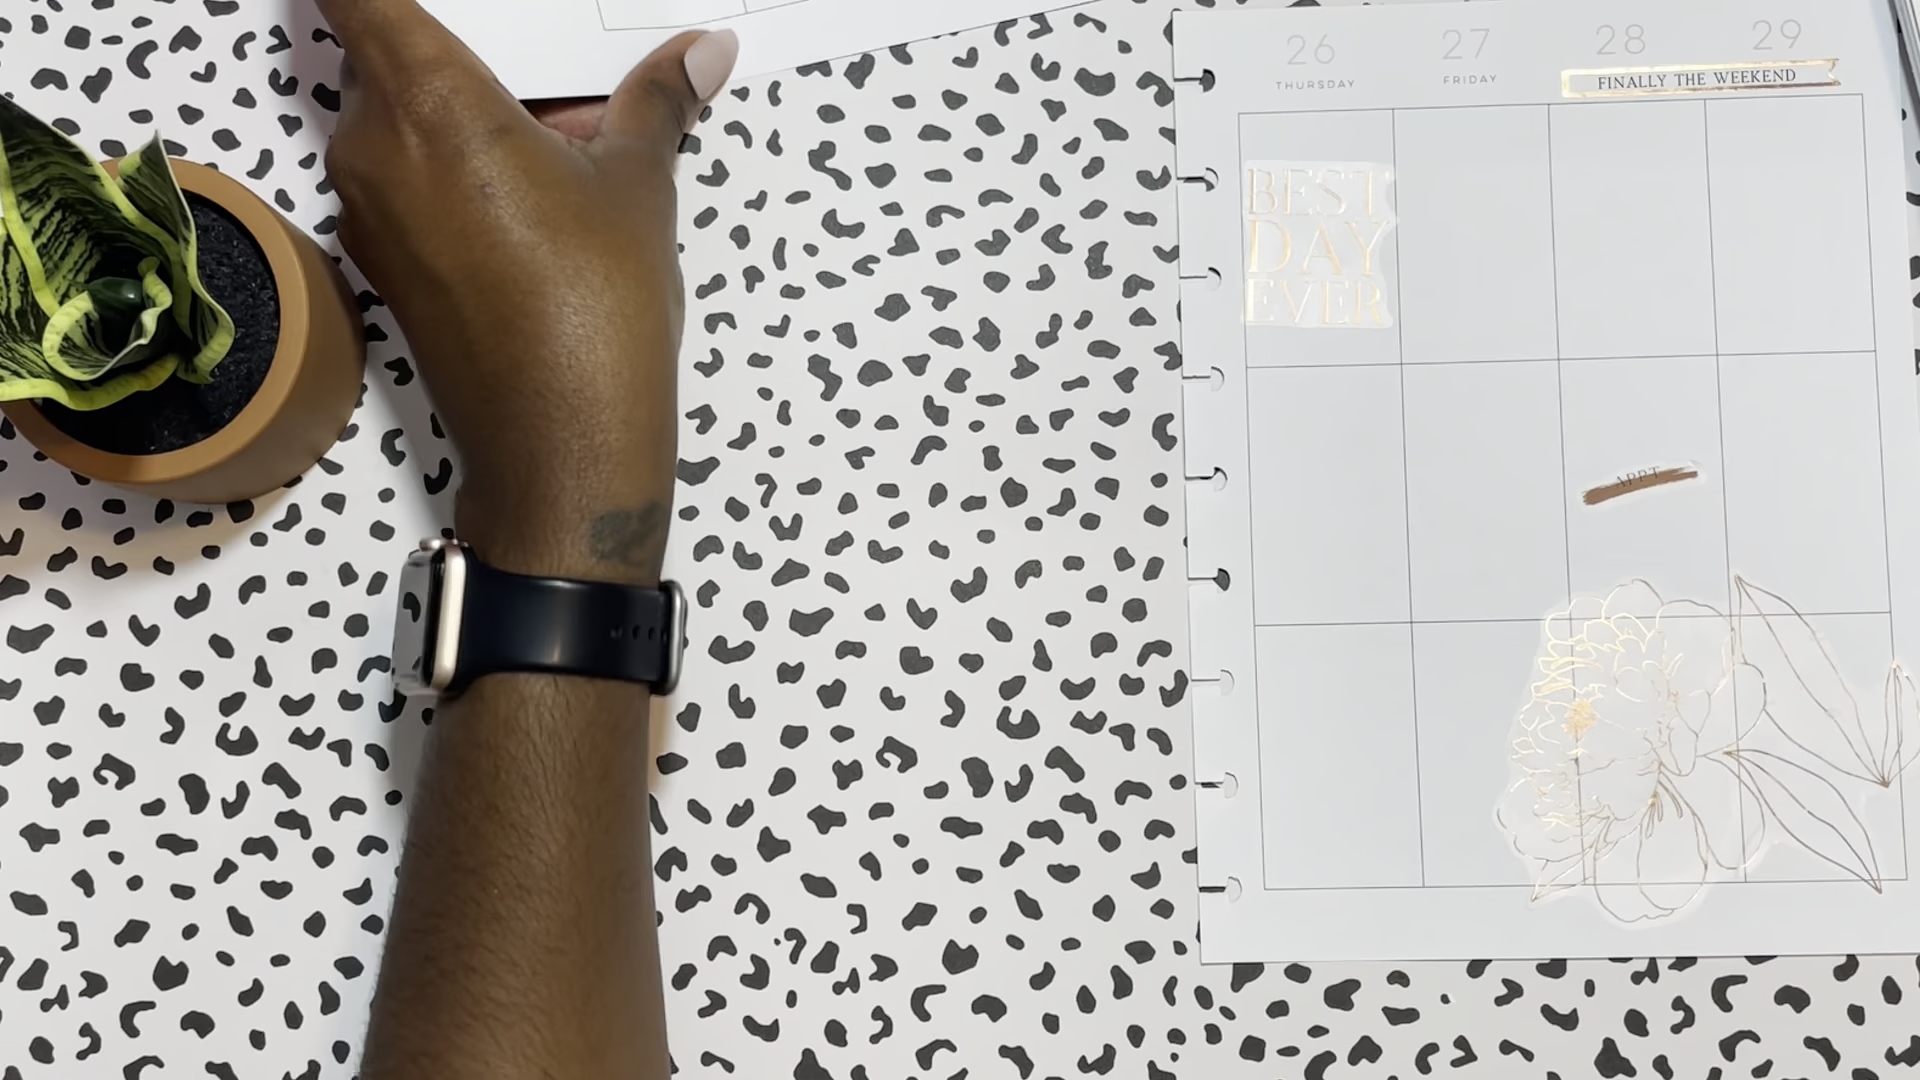 26 27 28 29
THURSDAY FRIDAY FINALLY THE WEEKEND
BEST
DAY
EVER
APPT